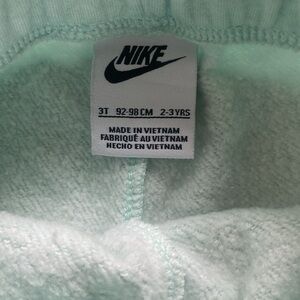 NIKE
3T 92-98 CM 2-3 YRS
MADE IN VIETNAM
FABRIQUÉ AU VIETNAM
HECHO EN VIETNAM